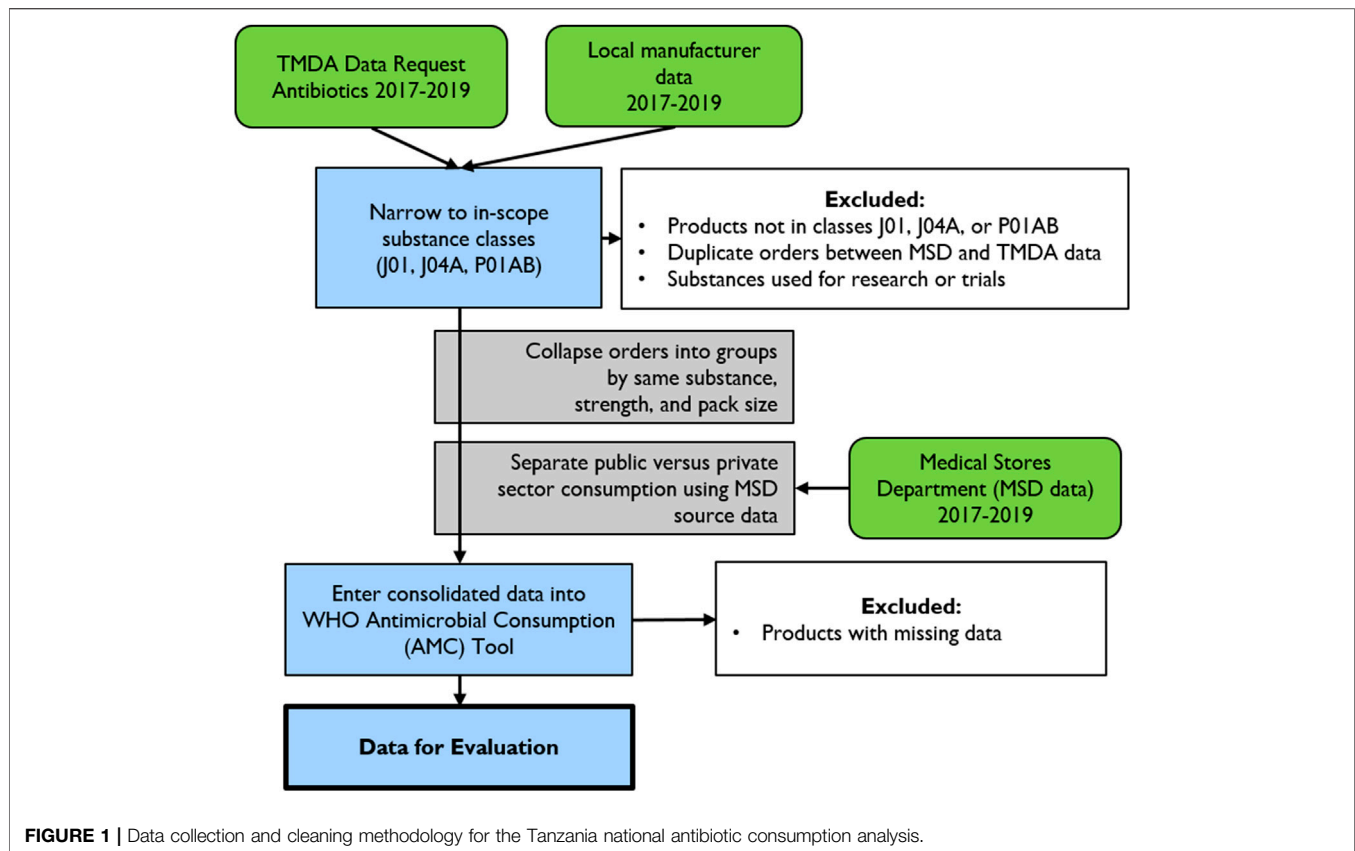 TMDA Data Request
Antibiotics 2017-2019
Local manufacturer
data
2017-2019
Narrow to in-scope
substance classes
(J01, J04A, P01AB)
Excluded:
• Products not in classes J01, J04A, or P01AB
• Duplicate orders between MSD and TMDA data
• Substances used for research or trials
Collapse orders into groups
by same substance,
strength, and pack size
Separate public versus private
sector consumption using MSD
source data
Medical Stores
Department (MSD data)
2017-2019
Enter consolidated data into
WHO Antimicrobial Consumption
(AMC) Tool
Excluded:
• Products with missing data
Data for Evaluation
FIGURE 1 | Data collection and cleaning methodology for the Tanzania national antibiotic consumption analysis.